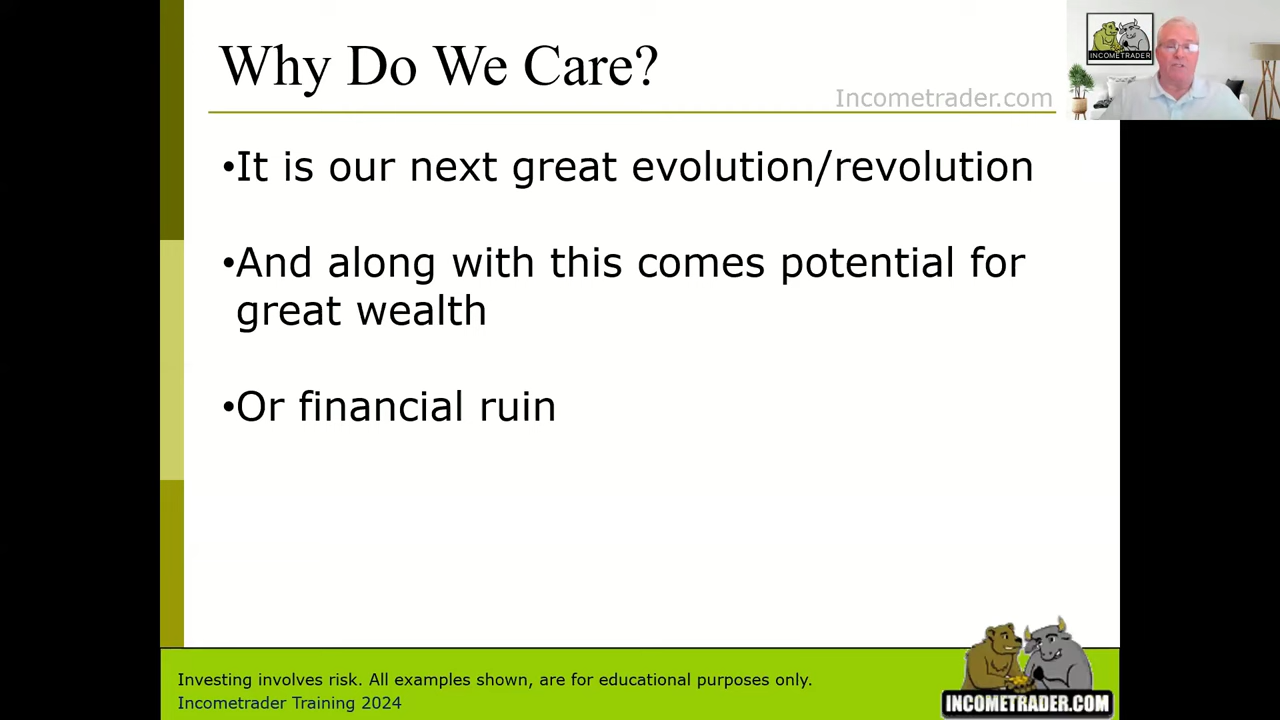 Why Do We Care?
Incometrader.com
INCOMETRADER
•It is our next great evolution/revolution
•And along with this comes potential for
great wealth
•Or financial ruin
Investing involves risk. All examples shown, are for educational purposes only.
Incometrader Training 2024
INCOMETRADER.COM